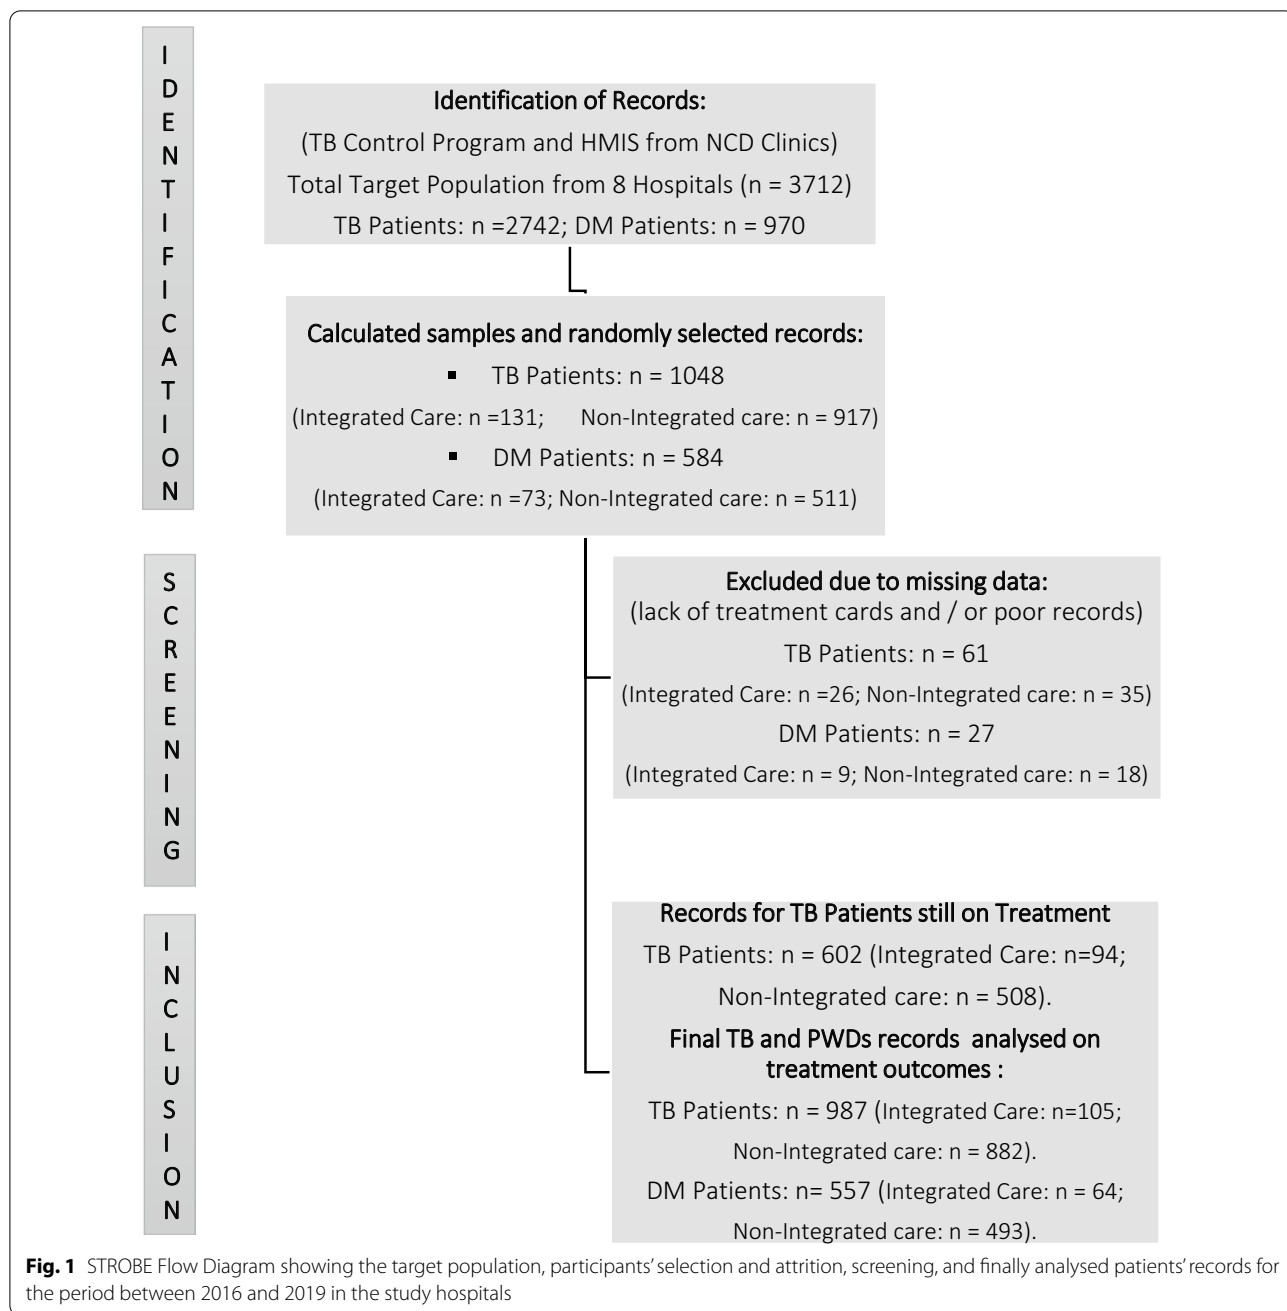 IDENTIFICATION
Identification of Records:
(TB Control Program and HMIS from NCD Clinics)
Total Target Population from 8 Hospitals (n = 3712)
TB Patients: n =2742; DM Patients: n = 970
Calculated samples and randomly selected records:
▪ TB Patients: n = 1048
(Integrated Care: n =131; Non-Integrated care: n = 917)
▪ DM Patients: n = 584
(Integrated Care: n =73; Non-Integrated care: n = 511)
SCREENING
Excluded due to missing data:
(lack of treatment cards and / or poor records)
TB Patients: n = 61
(Integrated Care: n =26; Non-Integrated care: n = 35)
DM Patients: n = 27
(Integrated Care: n = 9; Non-Integrated care: n = 18)
INCLUSION
Records for TB Patients still on Treatment
TB Patients: n = 602 (Integrated Care: n=94;
Non-Integrated care: n = 508).
Final TB and PWDs records analysed on
treatment outcomes :
TB Patients: n = 987 (Integrated Care: n=105;
Non-Integrated care: n = 882).
DM Patients: n= 557 (Integrated Care: n = 64;
Non-Integrated care: n = 493).
Fig. 1 STROBE Flow Diagram showing the target population, participants' selection and attrition, screening, and finally analysed patients' records for
the period between 2016 and 2019 in the study hospitals